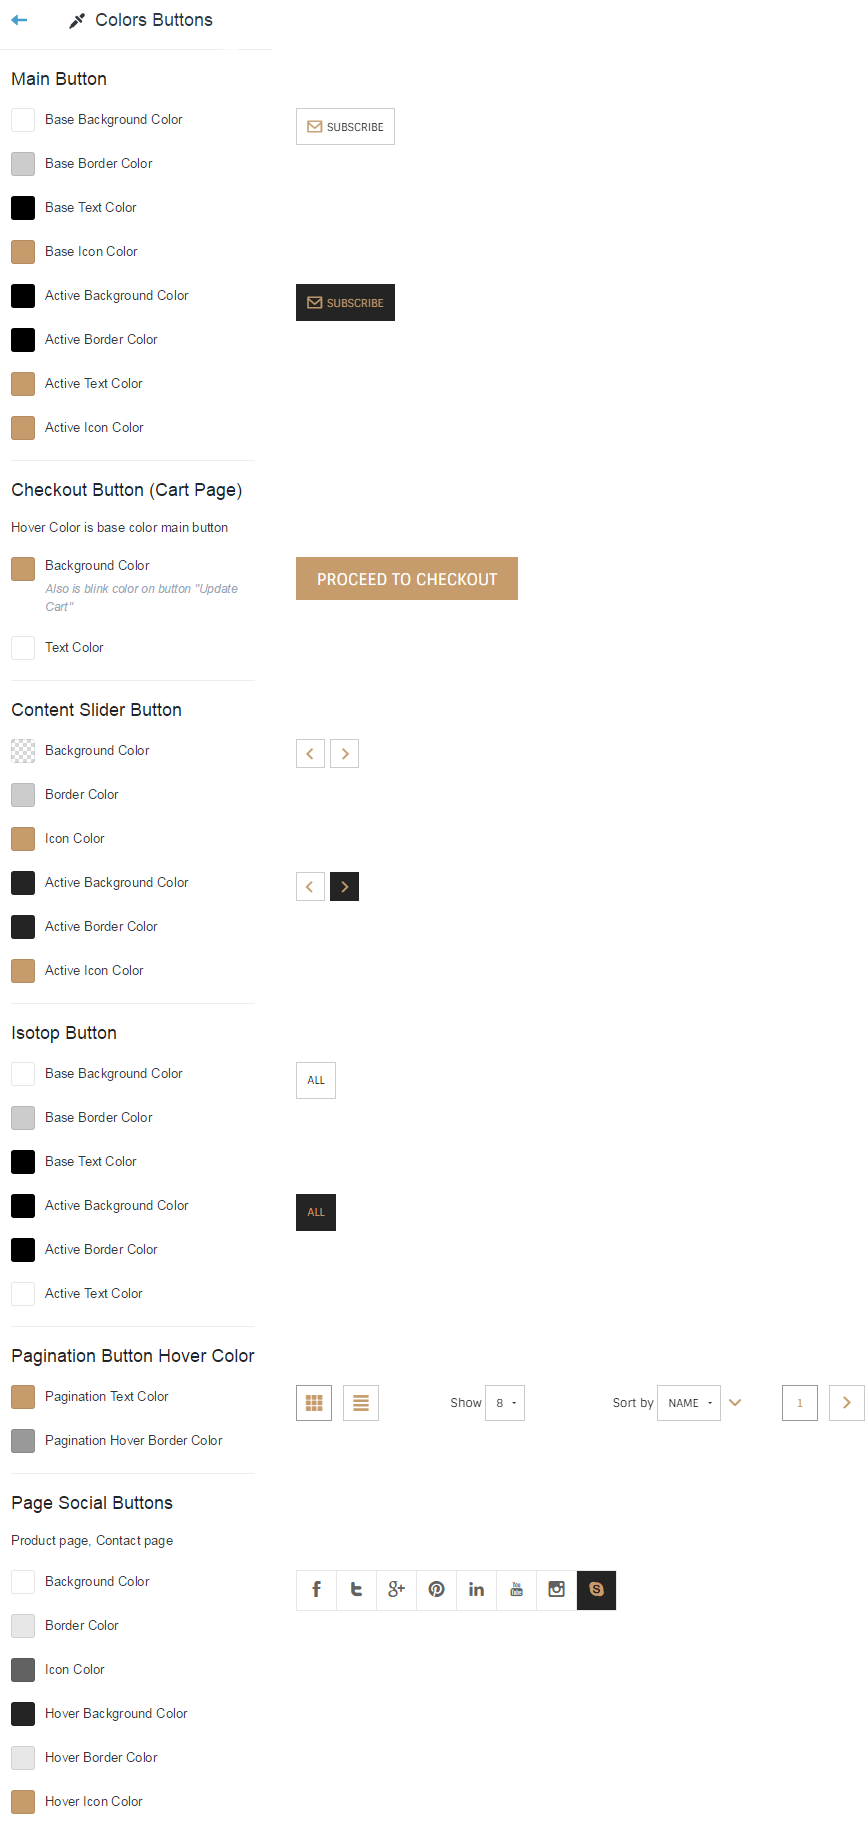 Colors Buttons
Main Button
Base Background Color
SUBSCRIBE
Base Border Color
Base Text Color
Base Icon Color
Active Background Color
SUBSCRIBE
Active Border Color
Active Text Color
Active Icon Color
Checkout Button (Cart Page)
Hover Color is base color main button
Background Color
PROCEED TO CHECKOUT
Also is blink color on button "Update
Cart"
Text Color
Content Slider Button
Background Color
Border Color
Icon Color
Active Background Color
Active Border Color
Active Icon Color
Isotop Button
Base Background Color
ALL
Base Border Color
Base Text Color
Active Background Color
ALL
Active Border Color
Active Text Color
Pagination Button Hover Color
Pagination Text Color
Show 8 Sort by NAME 1
Pagination Hover Border Color
Page Social Buttons
Product page, Contact page
Background Color
f t g+ in You Tube S
Border Color
Icon Color
Hover Background Color
Hover Border Color
Hover Icon Color